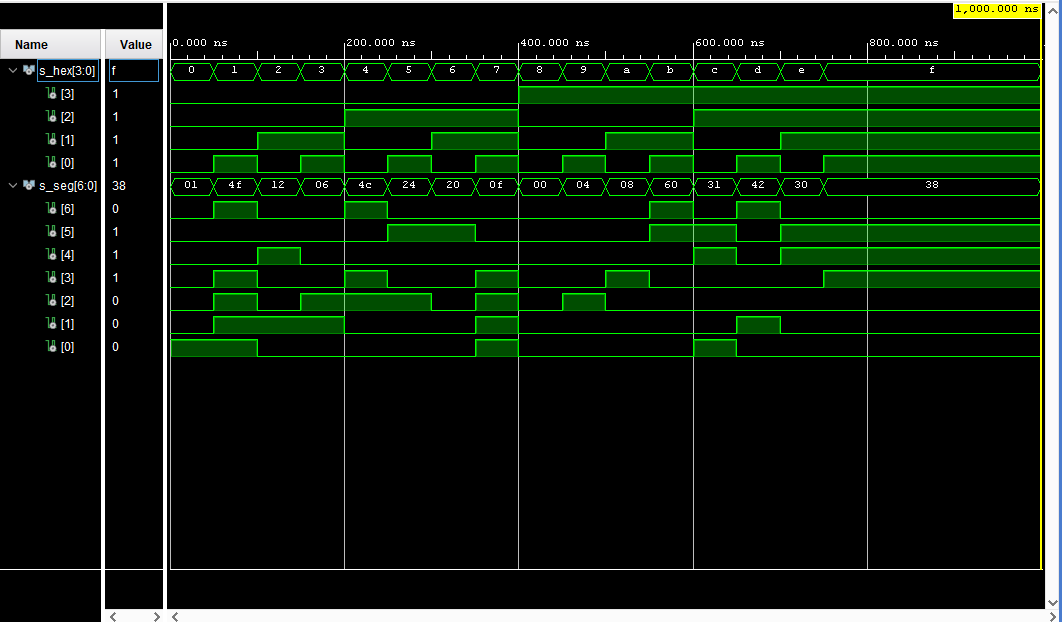 1,000.000 ns
Name Value 0.000 ns 200.000 ns 400.000 ns 600.000 ns 800.000 ns
s_hex[3:0] f 0 1 2 3 4 5 6 7 8 9 a b c d e f
[3] 1
[2] 1
[1] 1
[0] 1
s_seg[6:0] 38 01 4f 12 06 4c 24 20 0f 00 04 08 60 31 42 30 38
[6] 0
[5] 1
[4] 1
[3] 1
[2] 0
[1] 0
[0] 0